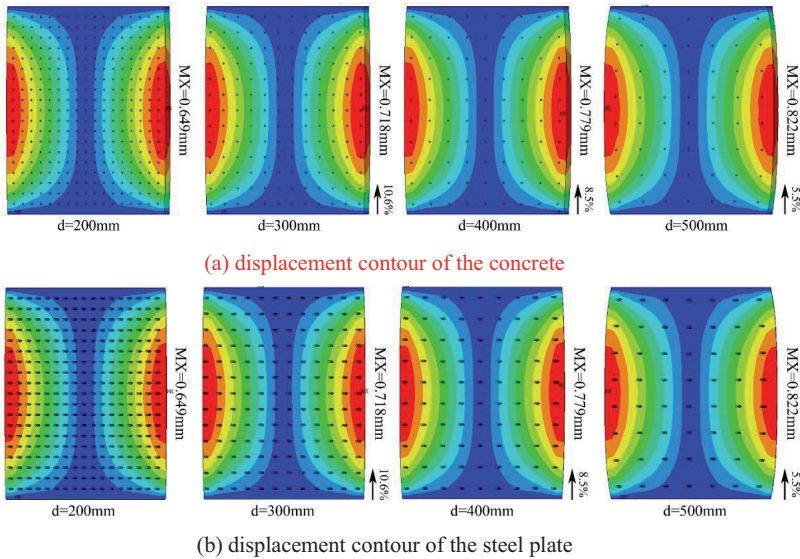 MX=0.649mm
MX=0.718mm
MX=0.779mm
MX=0.822mm
10.6%
8.5%
5.5%
d=200mm
d=300mm
d=400mm
d=500mm
(a) displacement contour of the concrete
MX=0.649mm
MX=0.718mm
MX=0.779mm
MX=0.822mm
10.6%
8.5%
5.5%
d=200mm
d=300mm
d=400mm
d=500mm
(b) displacement contour of the steel plate